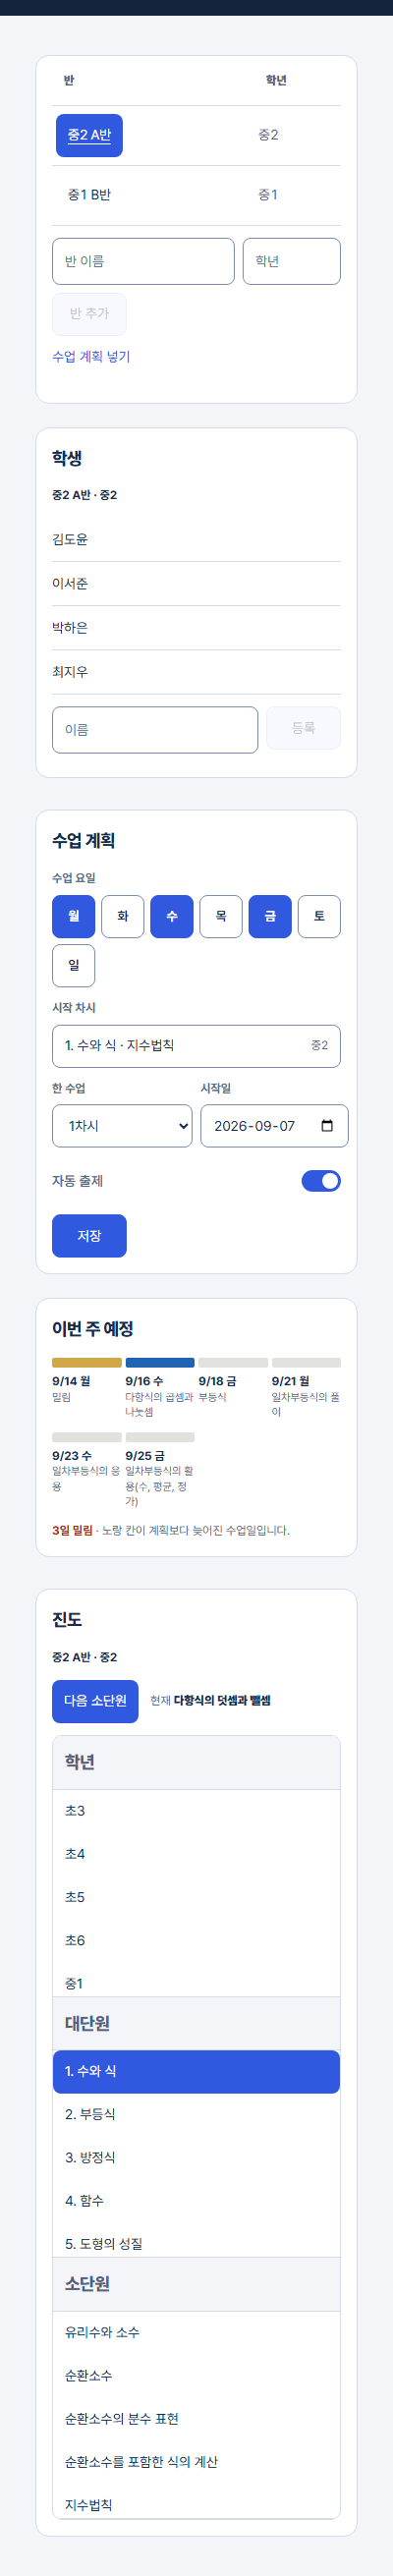 반 학년
중2 A반 중2
중1 B반 중1
반 이름 학년
반 추가
수업 계획 넣기
학생
중2 A반 · 중2
김도윤
이서준
박하은
최지우
이름 등록
수업 계획
수업 요일
월 화 수 목 금 토
일
시작 차시
1. 수와 식 · 지수법칙 중2
한 수업 시작일
1차시 2026-09-07
자동 출제
저장
이번 주 예정
9/14 월 9/16 수 9/18 금 9/21 월
밀림 다항식의 곱셈과 부등식 일차부등식의 풀
나눗셈 이
9/23 수 9/25 금
일차부등식의 응 일차부등식의 활
용 용(수, 평균, 정
가)
3일 밀림 · 노랑 칸이 계획보다 늦어진 수업일입니다.
진도
중2 A반 · 중2
다음 소단원 현재 다항식의 덧셈과 뺄셈
학년
초3
초4
초5
초6
중1
대단원
1. 수와 식
2. 부등식
3. 방정식
4. 함수
5. 도형의 성질
소단원
유리수와 소수
순환소수
순환소수의 분수 표현
순환소수를 포함한 식의 계산
지수법칙